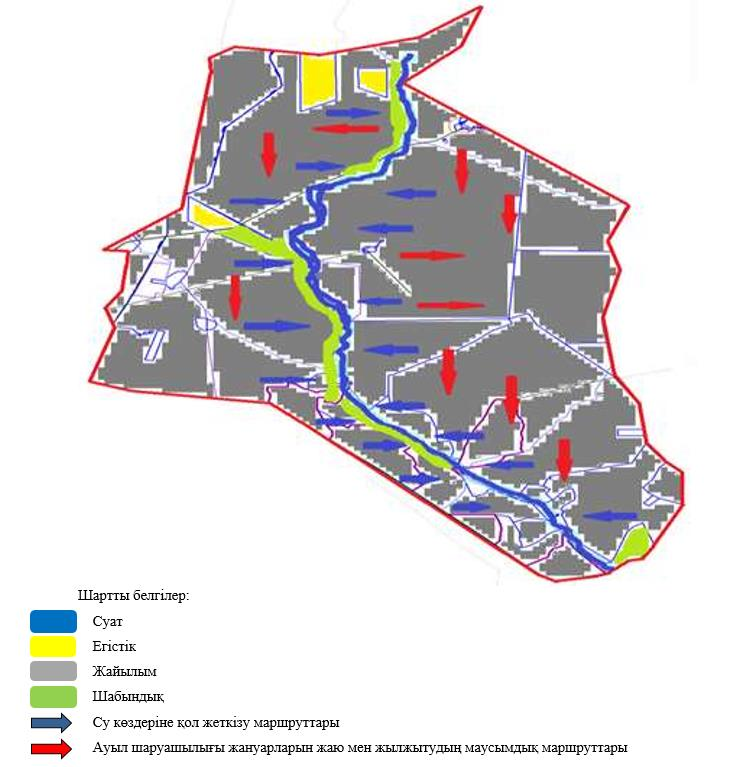 Шартты белгілер:
Суат
Егістік
Жайылым
Шабындық
Су көздеріне қол жеткізу маршруттары
Ауыл шаруашылығы жануарларын жаю мен жылжытудың маусымдық маршруттары